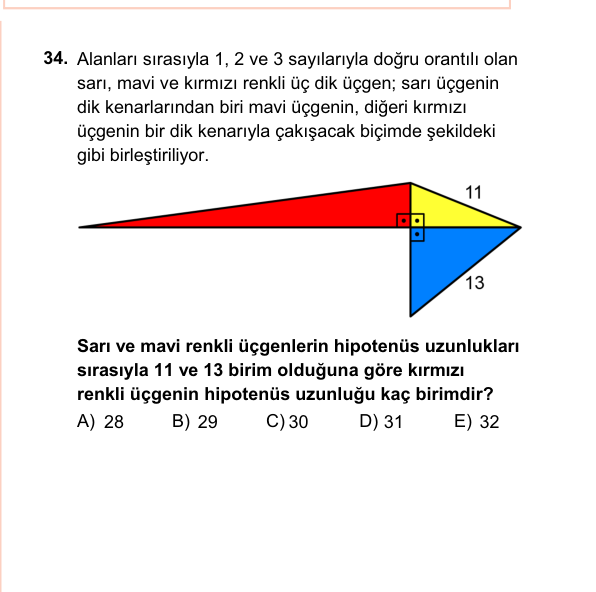 34. Alanları sırasıyla 1, 2 ve 3 sayılarıyla doğru orantılı olan
sarı, mavi ve kırmızı renkli üç dik üçgen; sarı üçgenin
dik kenarlarından biri mavi üçgenin, diğeri kırmızı
üçgenin bir dik kenarıyla çakışacak biçimde şekildeki
gibi birleştiriliyor.
11
13
Sarı ve mavi renkli üçgenlerin hipotenüs uzunlukları
sırasıyla 11 ve 13 birim olduğuna göre kırmızı
renkli üçgenin hipotenüs uzunluğu kaç birimdir?
A) 28 B) 29 C) 30 D) 31 E) 32